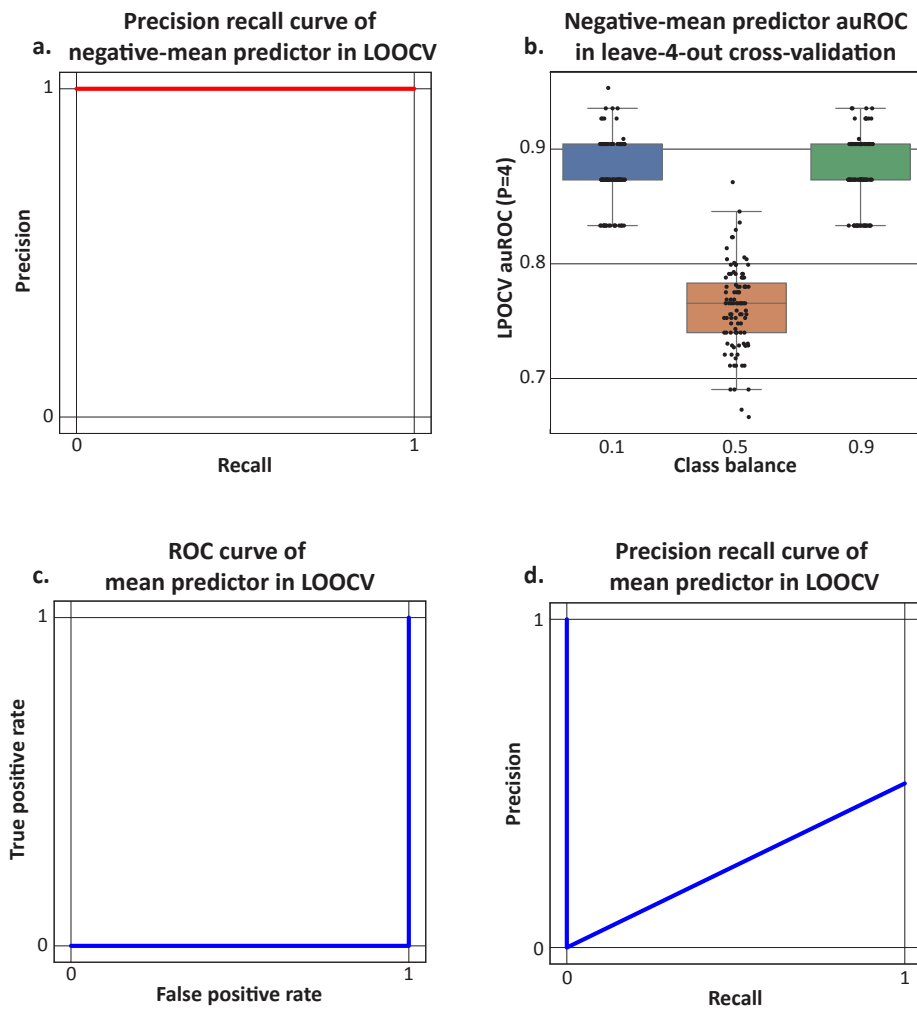 a.
Precision recall curve of
negative-mean predictor in LOOCV
1
Precision
0
0 1
Recall
b.
Negative-mean predictor auROC
in leave-4-out cross-validation
LPOCV auROC (P=4)
0.9
0.8
0.7
0.1 0.5 0.9
Class balance
c.
ROC curve of
mean predictor in LOOCV
1
True positive rate
0
0 1
False positive rate
d.
Precision recall curve of
mean predictor in LOOCV
1
Precision
0
0 1
Recall